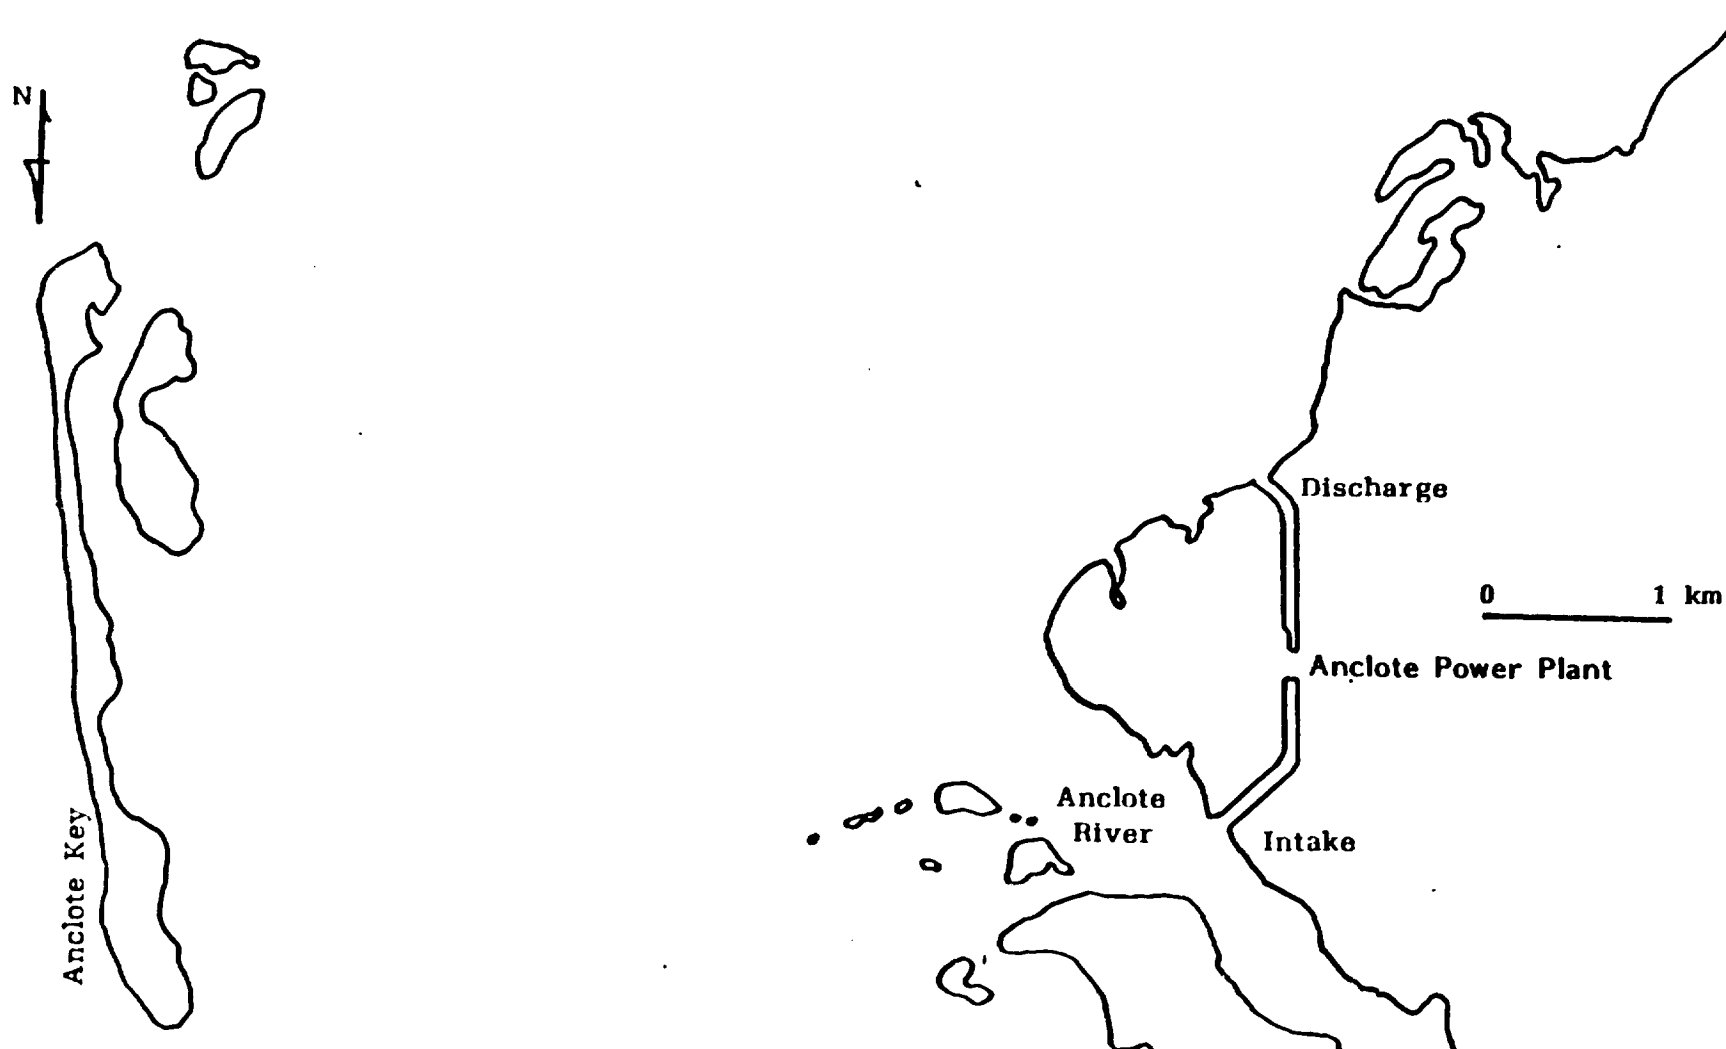 N
Discharge
0 1 km
Anclote Power Plant
Anclote
River
Intake
Anclote Key